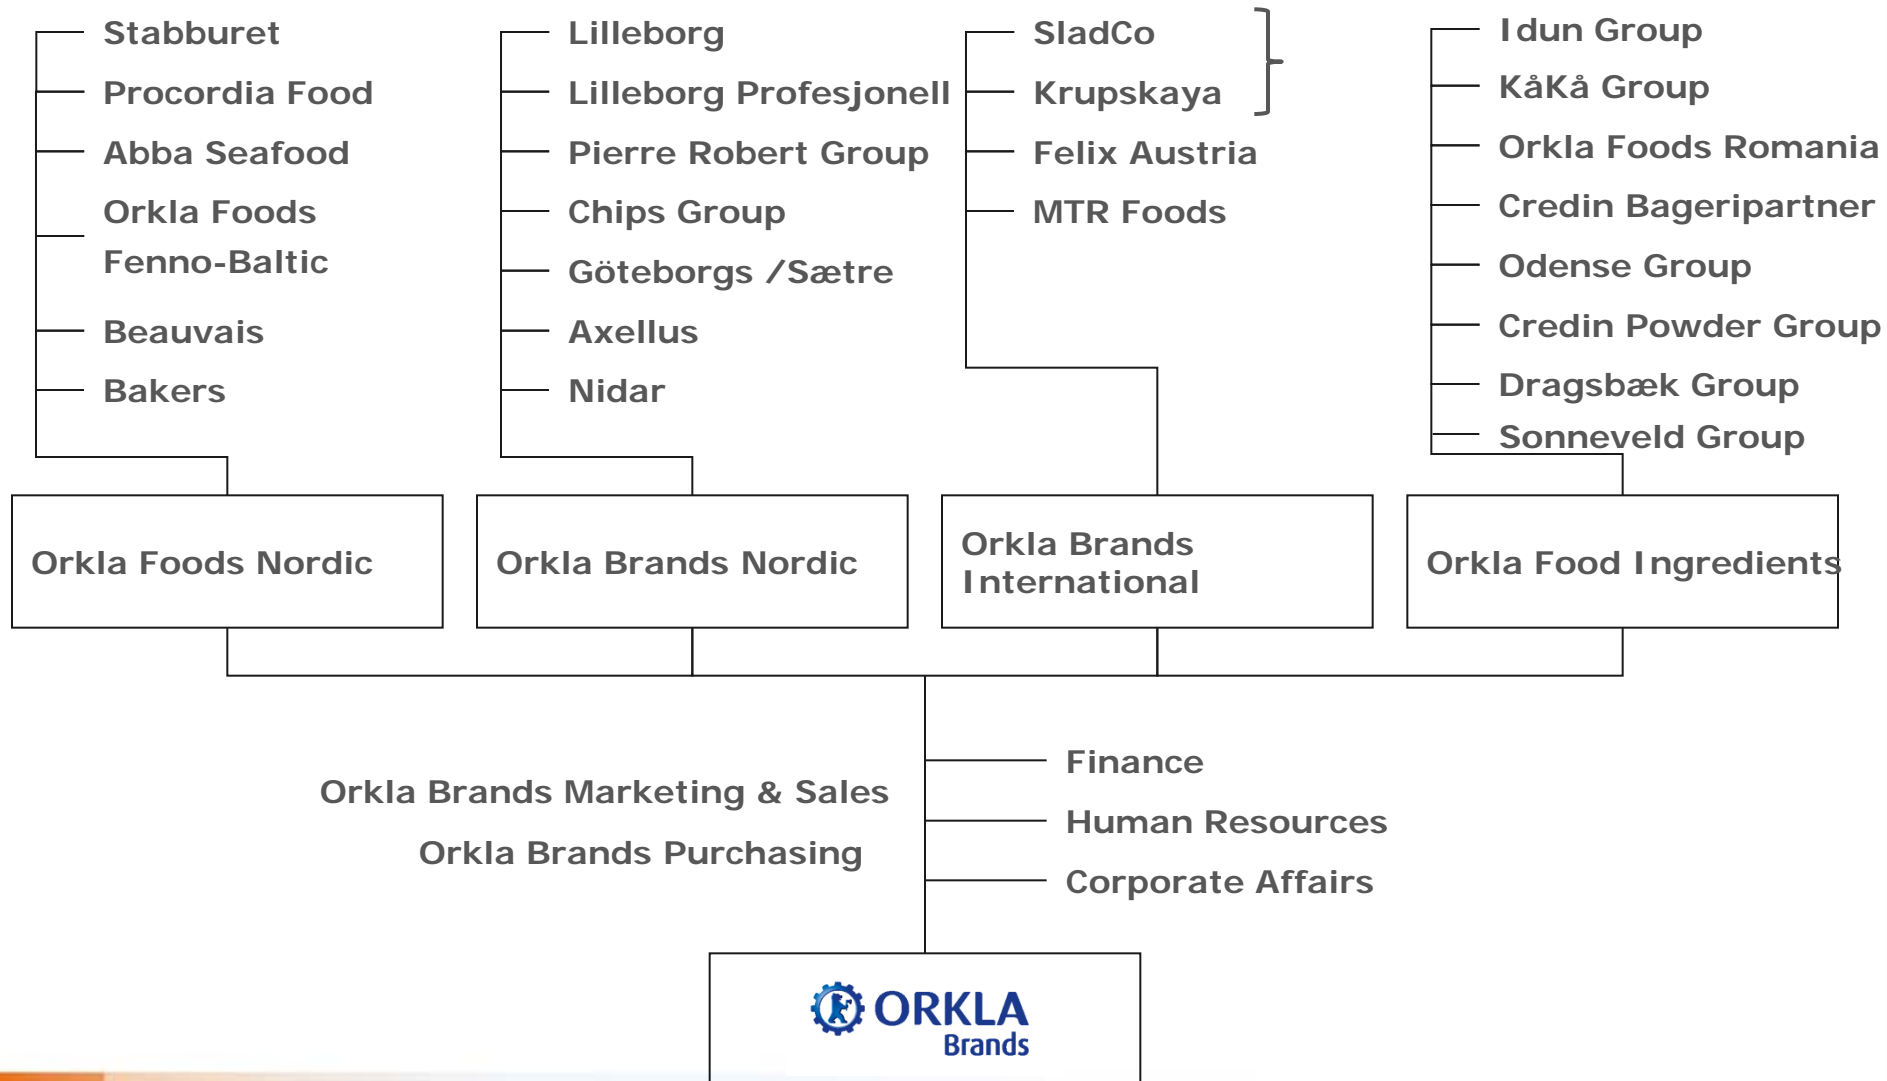 Stabburet
Procordia Food
Abba Seafood
Orkla Foods
Fenno-Baltic
Beauvais
Bakers
Lilleborg
Lilleborg Profesjonell
Pierre Robert Group
Chips Group
Göteborgs /Sætre
Axellus
Nidar
SladCo
Krupskaya
Felix Austria
MTR Foods
Idun Group
KåKå Group
Orkla Foods Romania
Credin Bageripartner
Odense Group
Credin Powder Group
Dragsbæk Group
Sonneveld Group
Orkla Foods Nordic
Orkla Brands Nordic
Orkla Brands
International
Orkla Food Ingredients
Orkla Brands Marketing & Sales
Orkla Brands Purchasing
Finance
Human Resources
Corporate Affairs
ORKLA
Brands